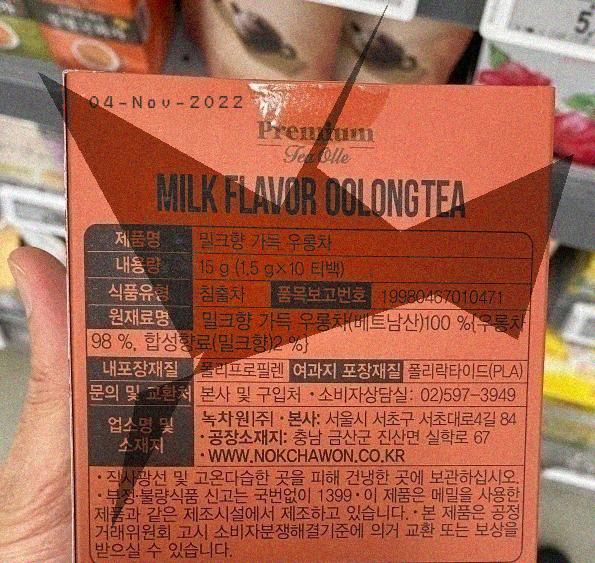 04-Nov-2022
Premium
Tea Olle
MILK FLAVOR OOLONG TEA
제품명 밀크향 가득 우롱차
내용량 15 g (1.5 g×10 티백)
식품유형 침출차 품목보고번호 19980467010471
원재료명 밀크향 가득 우롱차(베트남산)100 %{우롱차
98 %, 합성향료(밀크향)2 %}
내포장재질 폴리프로필렌 여과지 포장재질 폴리락타이드(PLA)
문의 및 교환처 본사 및 구입처 • 소비자상담실: 02)597-3949
업소명 및 소재지 녹차원[주] • 본사: 서울시 서초구 서초대로4길 84
• 공장소재지: 충남 금산군 진산면 실학로 67
• WWW.NOKCHAWON.CO.KR
• 직사광선 및 고온다습한 곳을 피해 건냉한 곳에 보관하십시오.
• 부정·불량식품 신고는 국번없이 1399 • 이 제품은 메밀을 사용한
제품과 같은 제조시설에서 제조하고 있습니다. • 본 제품은 공정
거래위원회 고시 소비자분쟁해결기준에 의거 교환 또는 보상을
받으실 수 있습니다.